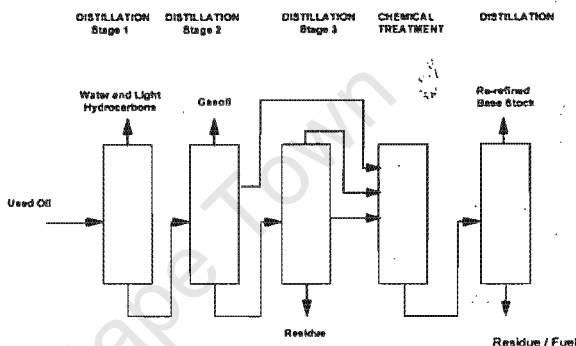 DISTILLATION
Stage 1
DISTILLATION
Stage 2
DISTILLATION
Stage 3
CHEMICAL
TREATMENT
DISTILLATION
Water and Light
Hydrocarbons
Gasoil
Re-refined
Base Stock
Used Oil
Residue
Residue / Fuel
ape Town